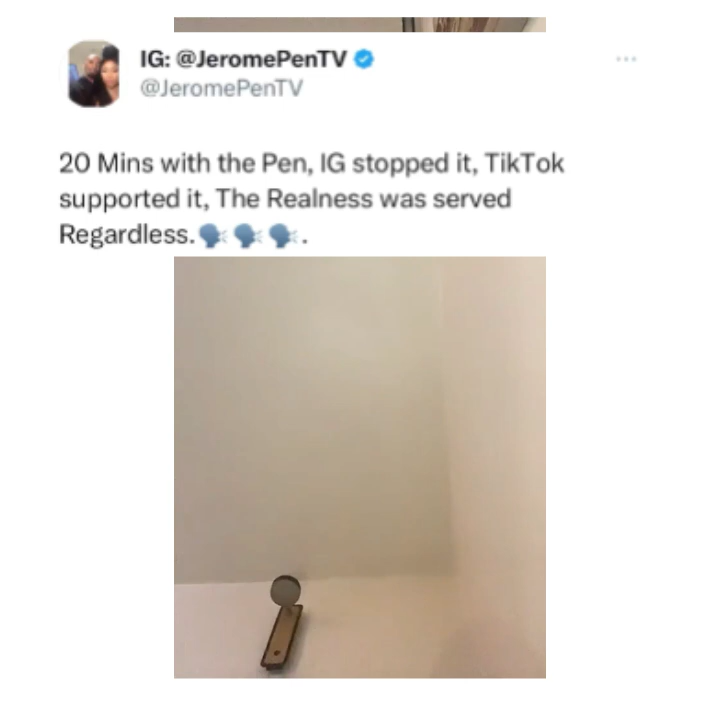 IG: @JeromePenTV
@JeromePenTV
20 Mins with the Pen, IG stopped it, TikTok
supported it, The Realness was served
Regardless.🗣️🗣️🗣️.